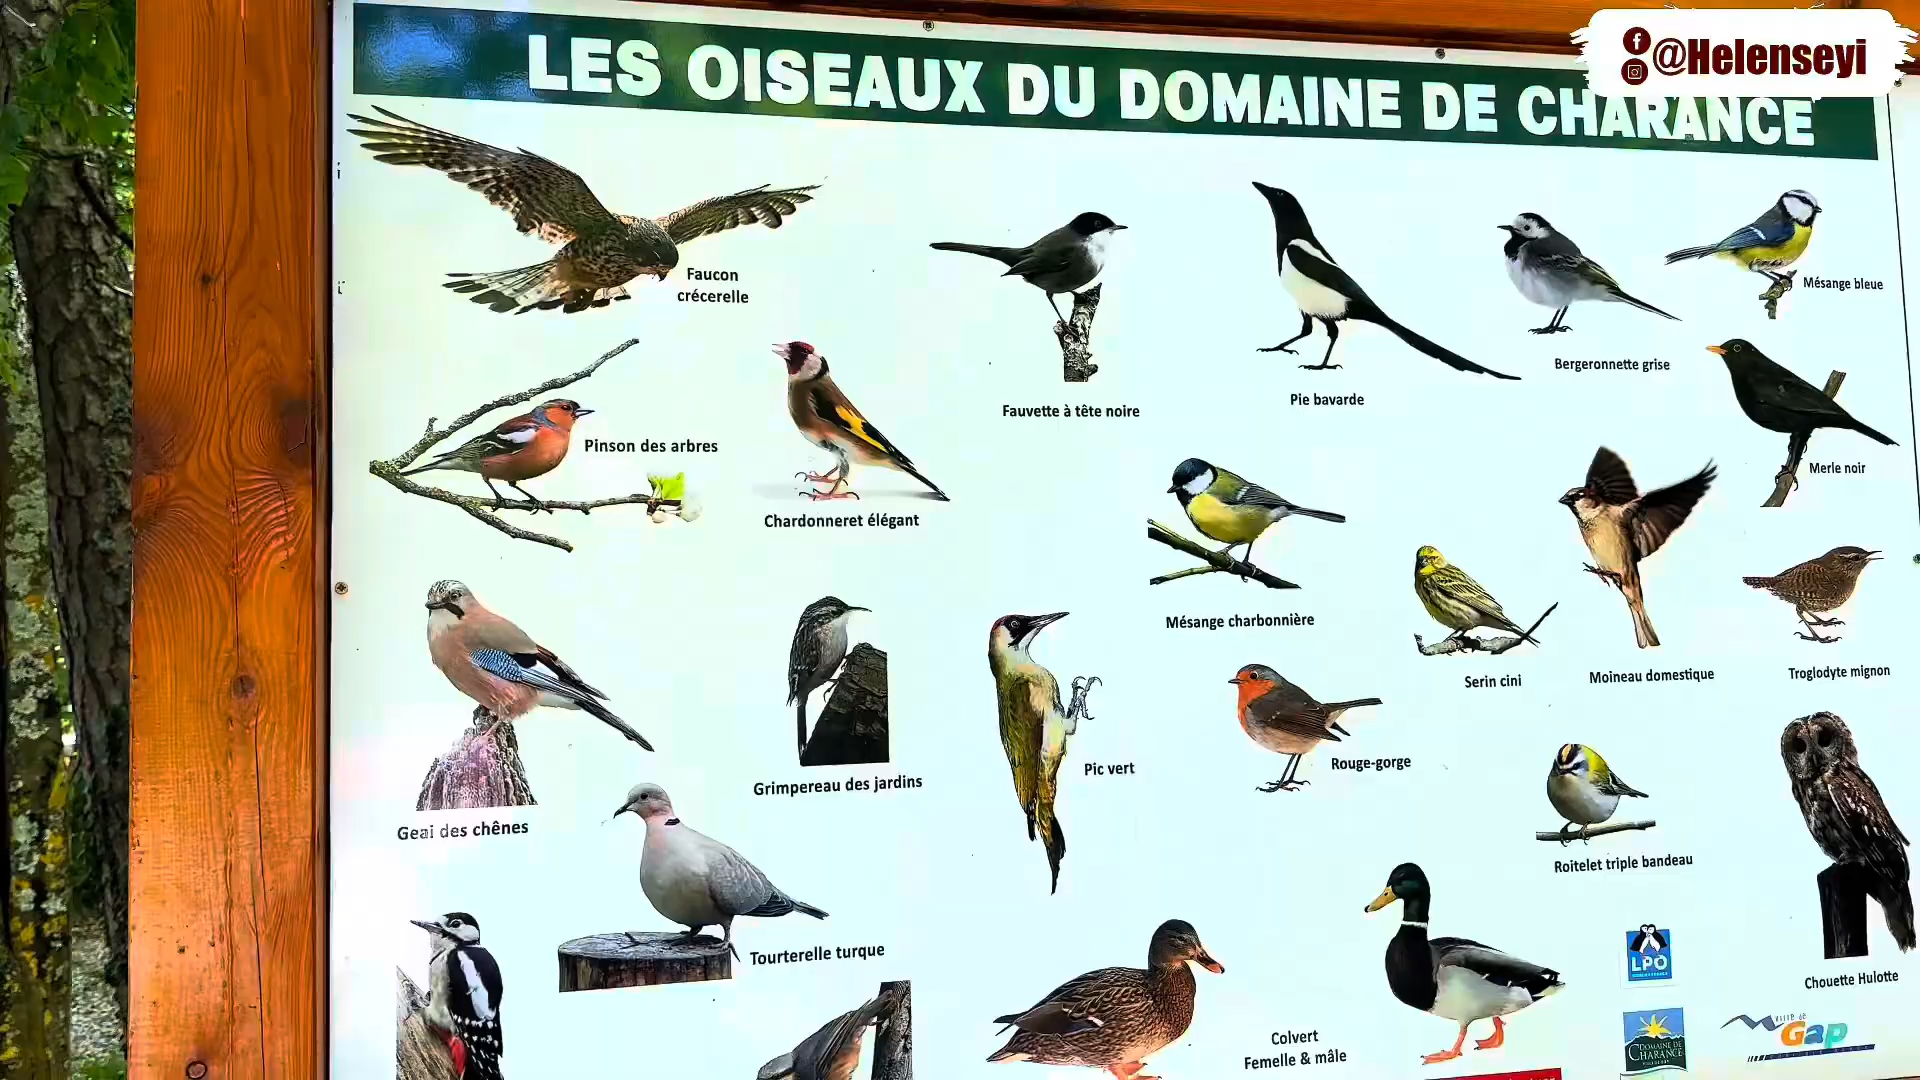 @Helenseyi
LES OISEAUX DU DOMAINE DE CHARANCE
Faucon
crécerelle
Mésange bleue
Bergeronnette grise
Pie bavarde
Fauvette à tête noire
Pinson des arbres
Merle noir
Chardonneret élégant
Mésange charbonnière
Serin cini
Moineau domestique
Troglodyte mignon
Grimpereau des jardins
Pic vert
Rouge-gorge
Geai des chênes
Roitelet triple bandeau
Tourterelle turque
Chouette Hulotte
Colvert
Femelle & mâle
LPO
DOMAINE DE
CHARANCE
VILLE DE
Gap